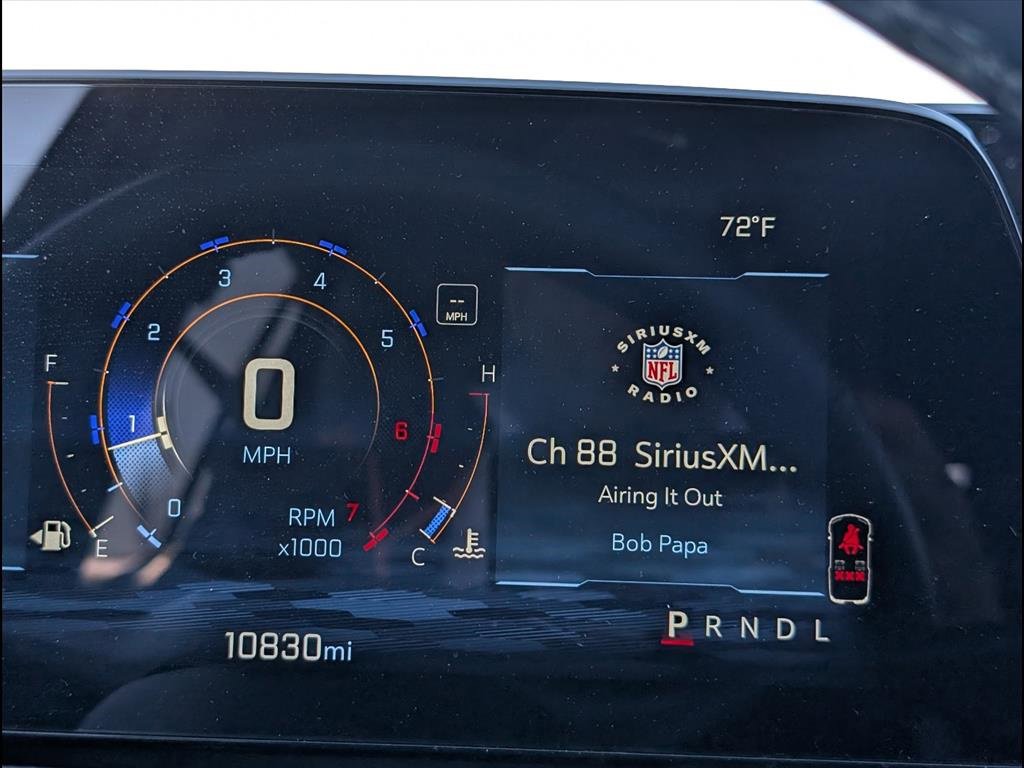 72°F
3
4
2
5
--
MPH
F
H
0
1
6
MPH
0
RPM 7
x1000
E
C
SIRIUSXM
NFL
RADIO
Ch 88 SiriusXM...
Airing It Out
Bob Papa
P R N D L
10830mi